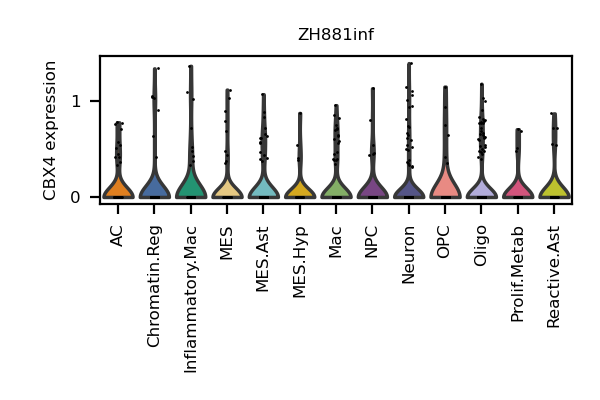 ZH881inf
CBX4 expression
1
0
AC
Chromatin.Reg
Inflammatory.Mac
MES
MES.Ast
MES.Hyp
Mac
NPC
Neuron
OPC
Oligo
Prolif.Metab
Reactive.Ast